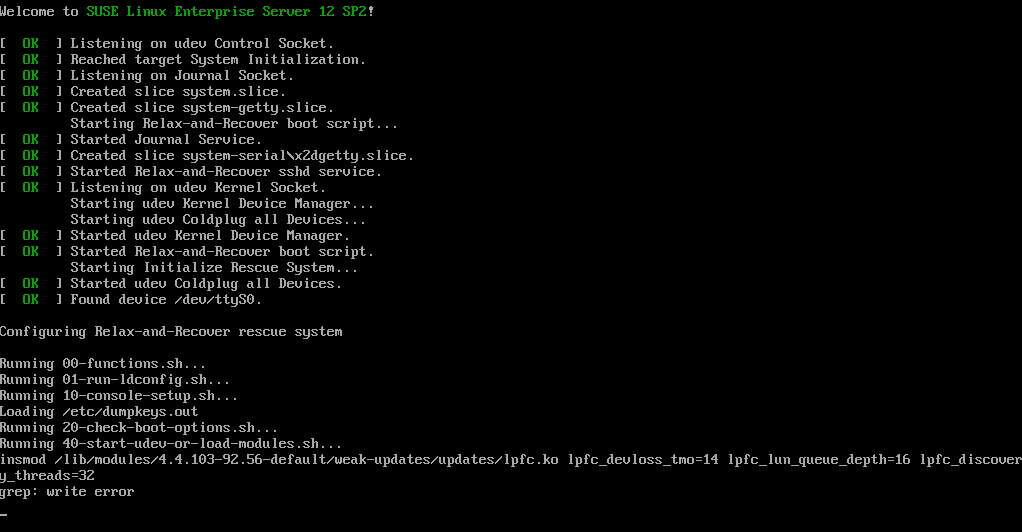 Welcome to SUSE Linux Enterprise Server 12 SP2!
[  OK  ] Listening on udev Control Socket.
[  OK  ] Reached target System Initialization.
[  OK  ] Listening on Journal Socket.
[  OK  ] Created slice system.slice.
[  OK  ] Created slice system-getty.slice.
         Starting Relax-and-Recover boot script...
[  OK  ] Started Journal Service.
[  OK  ] Created slice system-serial\x2dgetty.slice.
[  OK  ] Started Relax-and-Recover sshd service.
[  OK  ] Listening on udev Kernel Socket.
         Starting udev Kernel Device Manager...
         Starting udev Coldplug all Devices...
[  OK  ] Started udev Kernel Device Manager.
[  OK  ] Started Relax-and-Recover boot script.
         Starting Initialize Rescue System...
[  OK  ] Started udev Coldplug all Devices.
[  OK  ] Found device /dev/ttyS0.
Configuring Relax-and-Recover rescue system
Running 00-functions.sh...
Running 01-run-ldconfig.sh...
Running 10-console-setup.sh...
Loading /etc/dumpkeys.out
Running 20-check-boot-options.sh...
Running 40-start-udev-or-load-modules.sh...
insmod /lib/modules/4.4.103-92.56-default/weak-updates/updates/lpfc.ko lpfc_devloss_tmo=14 lpfc_lun_queue_depth=16 lpfc_discover
y_threads=32
grep: write error
_